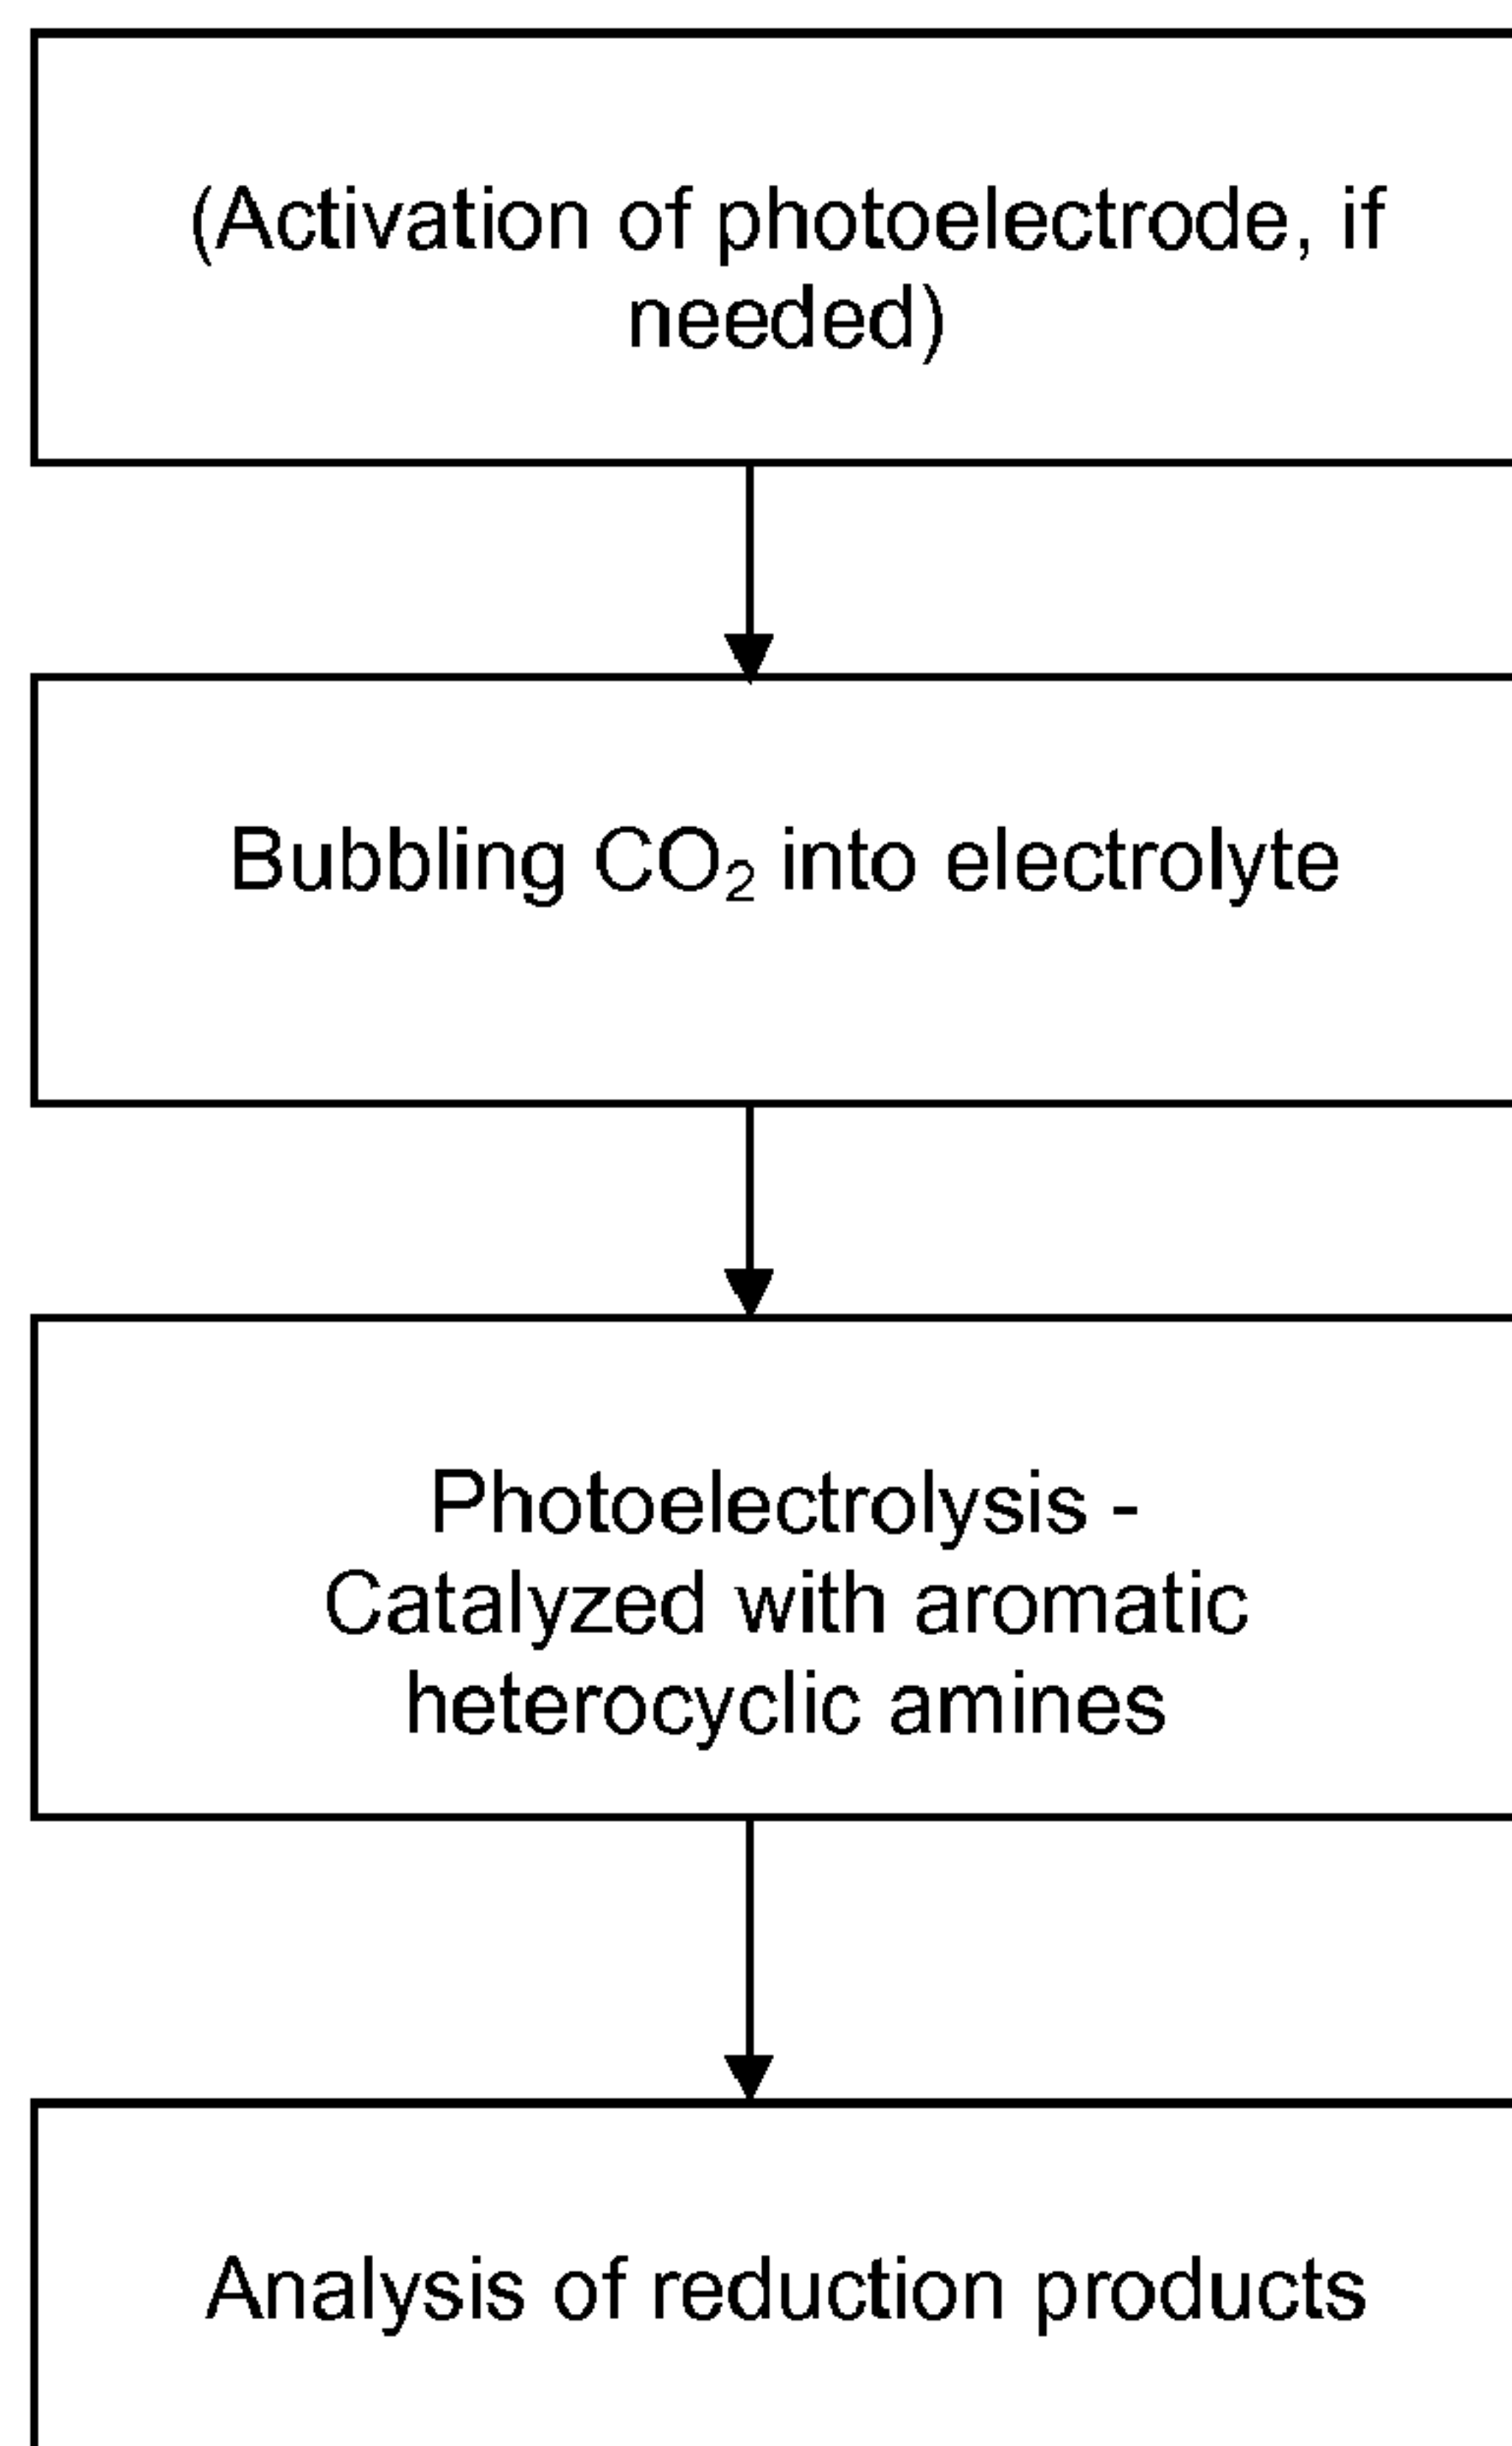 (Activation of photoelectrode, if
needed)
Bubbling CO₂ into electrolyte
Photoelectrolysis -
Catalyzed with aromatic
heterocyclic amines
Analysis of reduction products